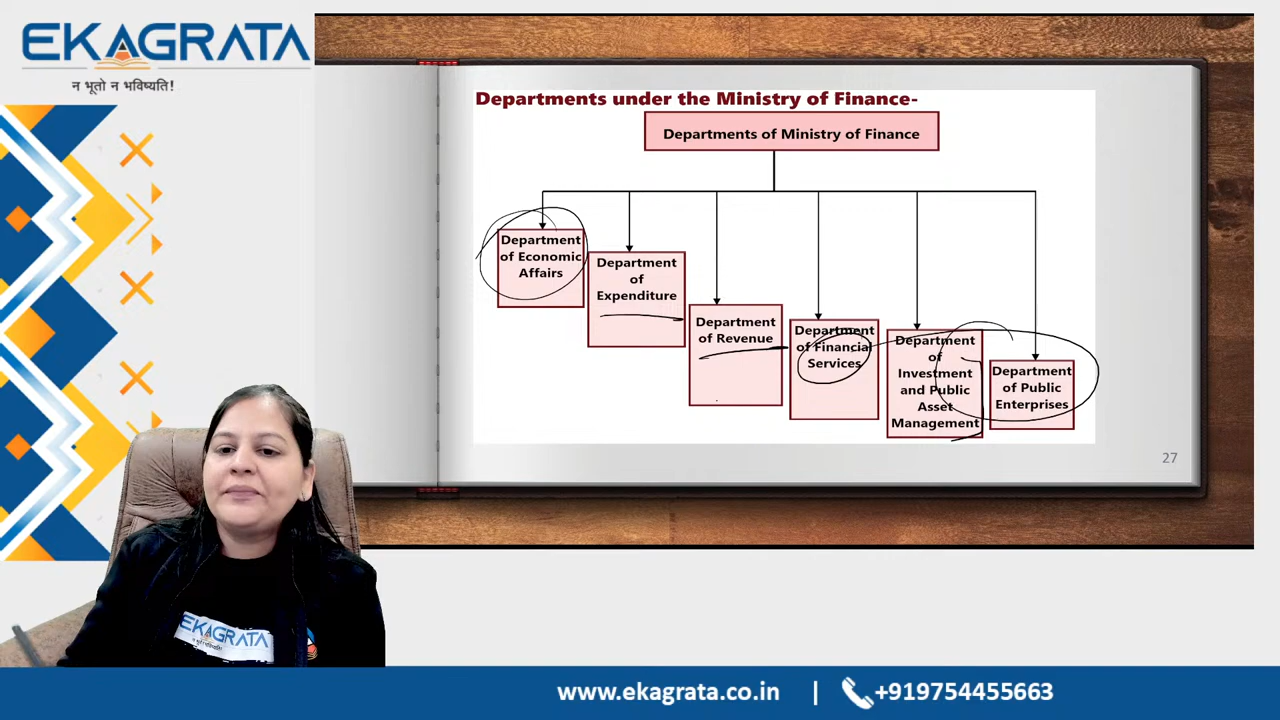 EKAGRATA
न भूतो न भविष्यति!
Departments under the Ministry of Finance-
Departments of Ministry of Finance
Department
of Economic
Affairs
Department
of
Expenditure
Department
of Revenue
Department
of Financial
Services
Department
of
Investment
and Public
Asset
Management
Department
of Public
Enterprises
27
EKAGRATA
www.ekagrata.co.in | +919754455663